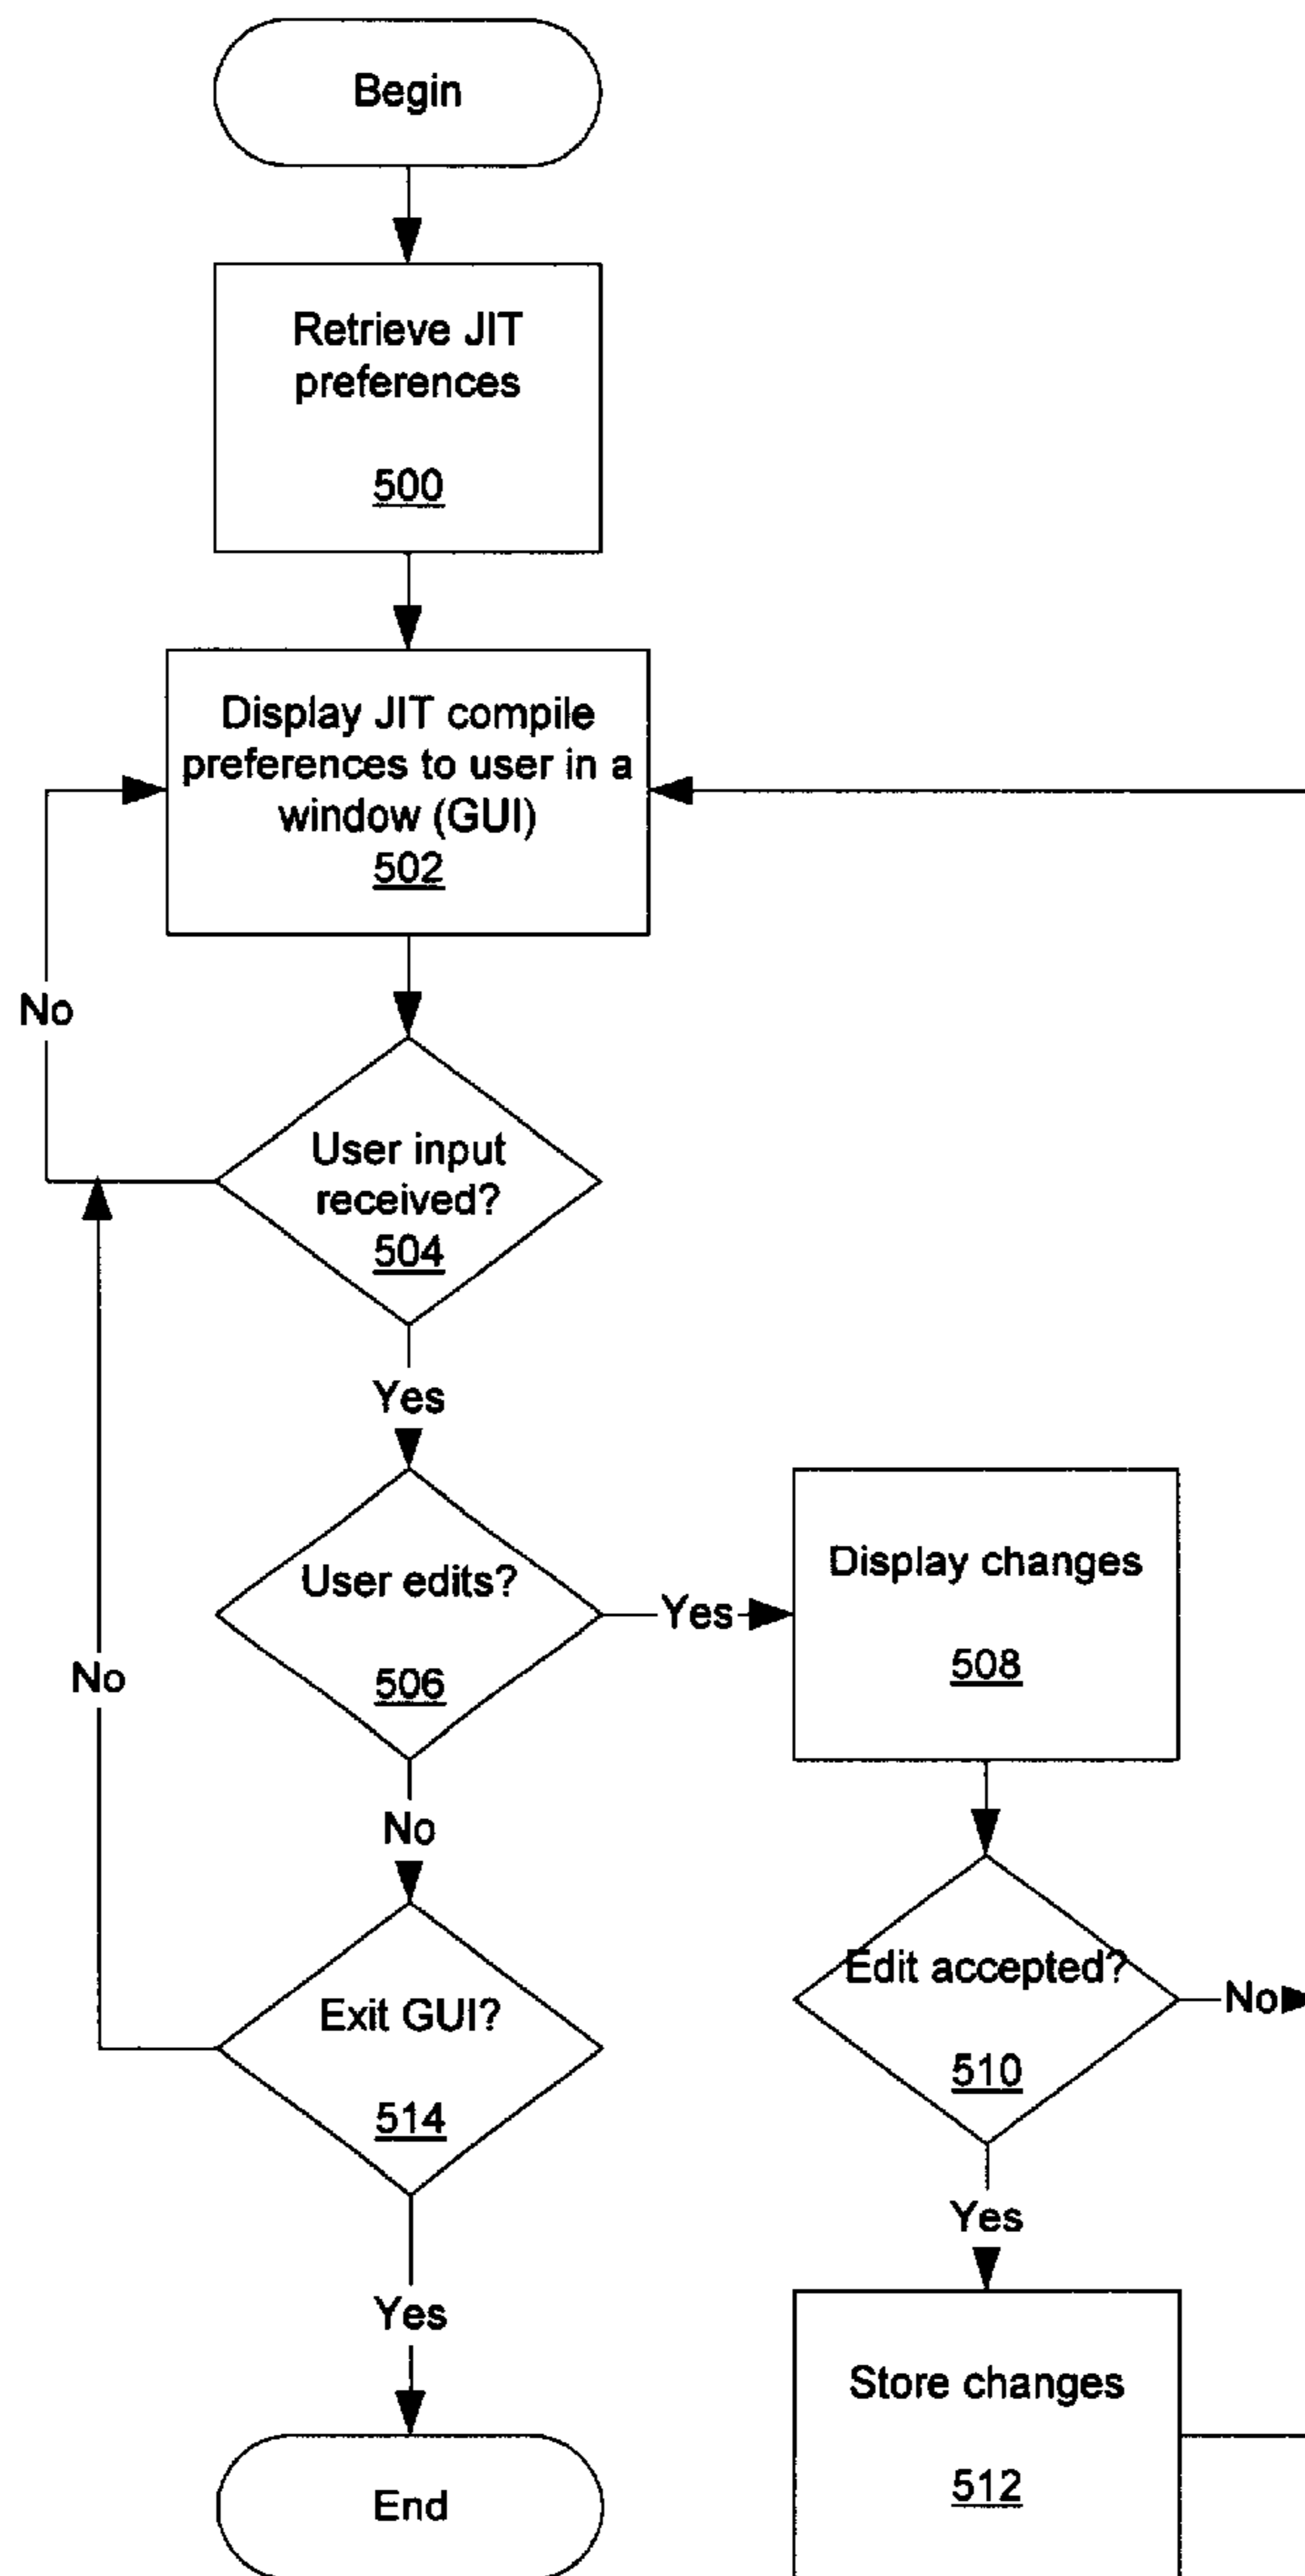 Begin
Retrieve JIT
preferences
500
Display JIT compile
preferences to user in a
window (GUI)
502
No
User input
received?
504
Yes
User edits?
506
Yes
Display changes
508
No
No
Edit accepted?
510
No
Exit GUI?
514
Yes
Yes
Store changes
512
End